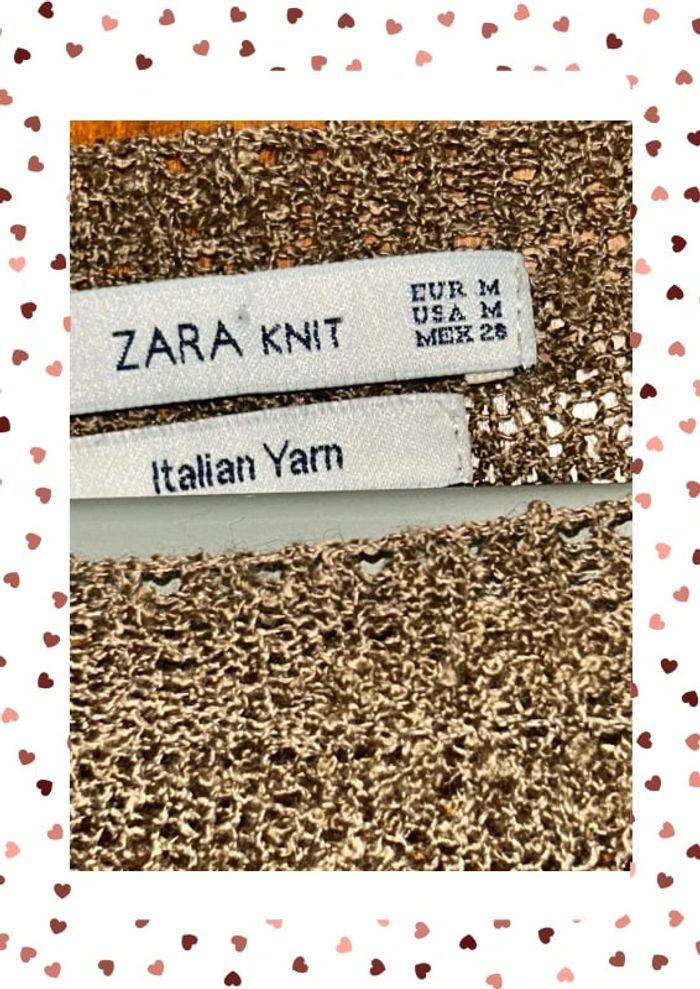 ZARA KNIT
EUR M
USA M
MEX 28
Italian Yarn